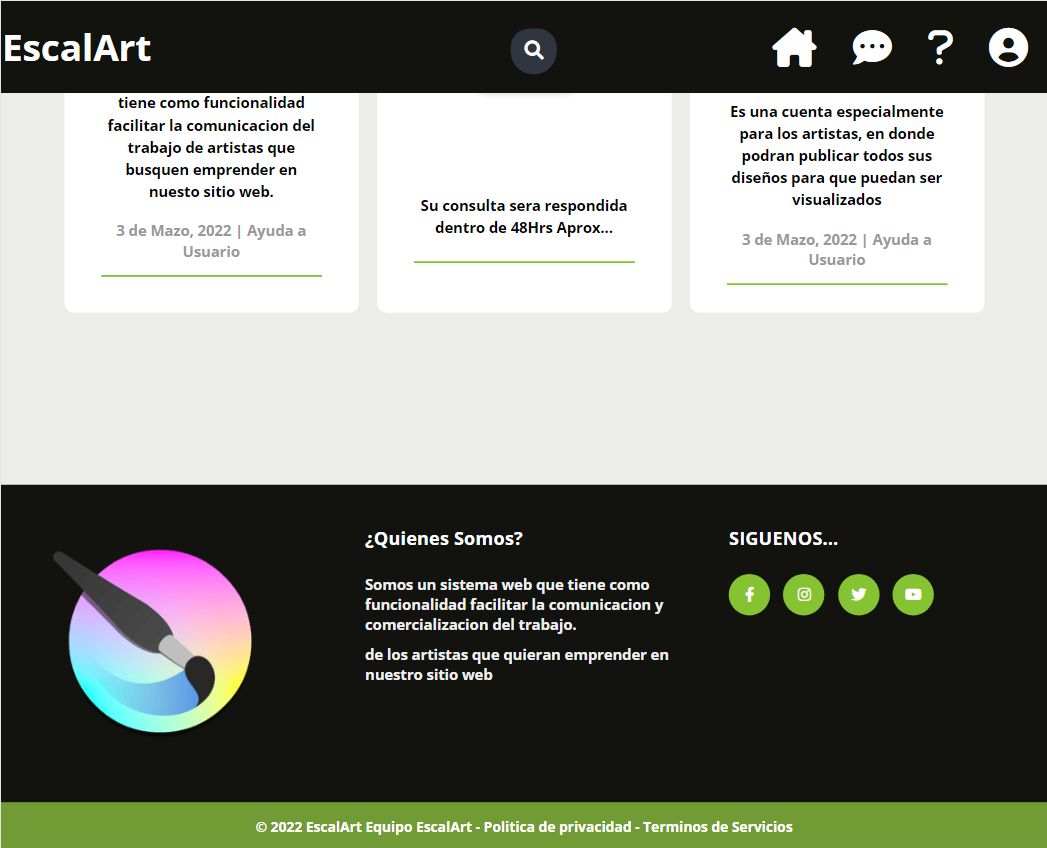 EscalArt
tiene como funcionalidad
facilitar la comunicacion del
trabajo de artistas que
busquen emprender en
nuesto sitio web.
3 de Mazo, 2022 | Ayuda a
Usuario
Su consulta sera respondida
dentro de 48Hrs Aprox...
Es una cuenta especialmente
para los artistas, en donde
podran publicar todos sus
diseños para que puedan ser
visualizados
3 de Mazo, 2022 | Ayuda a
Usuario
¿Quienes Somos?
Somos un sistema web que tiene como
funcionalidad facilitar la comunicacion y
comercializacion del trabajo.
de los artistas que quieran emprender en
nuestro sitio web
SIGUENOS...
© 2022 EscalArt Equipo EscalArt - Politica de privacidad - Terminos de Servicios